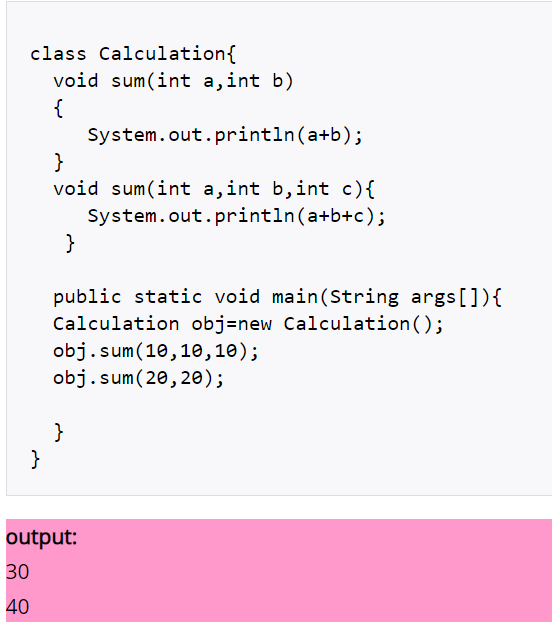 class Calculation{
void sum(int a,int b)
{
System.out.println(a+b);
}
void sum(int a,int b,int c){
System.out.println(a+b+c);
}
public static void main(String args[]){
Calculation obj=new Calculation();
obj.sum(10,10,10);
obj.sum(20,20);
}
}
output:
30
40